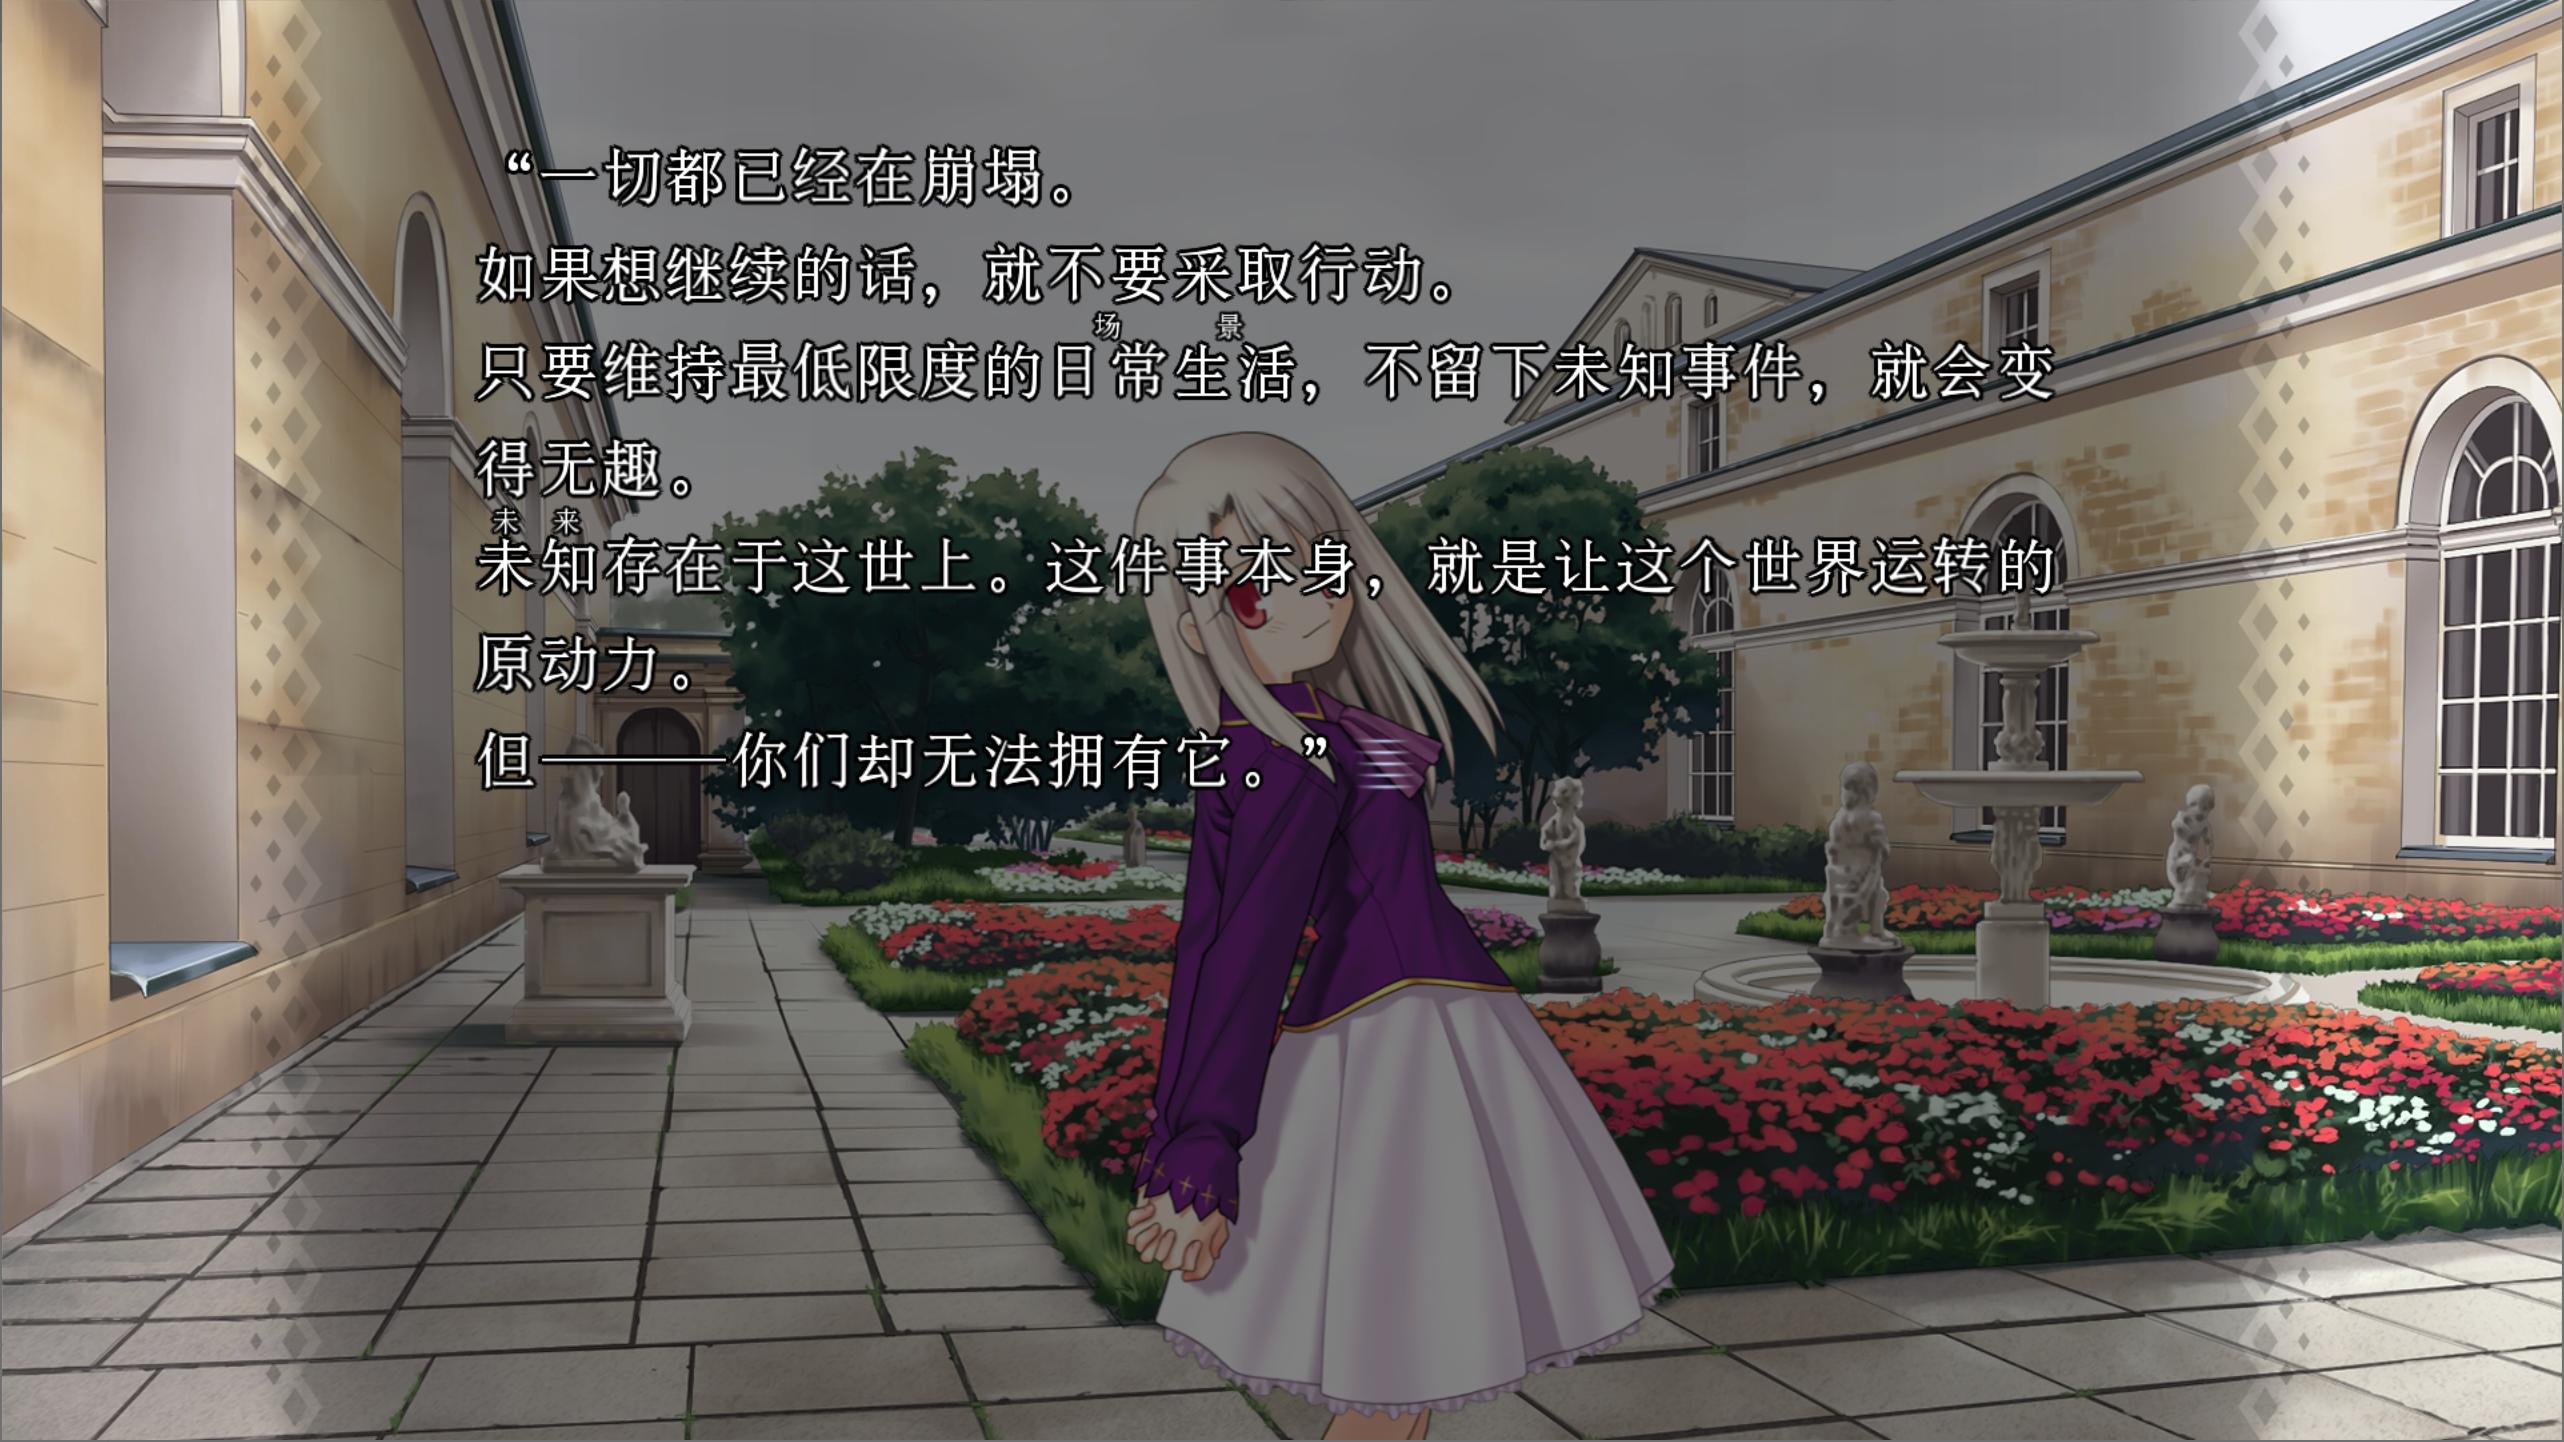 “一切都已经在崩塌。
如果想继续的话，就不要采取行动。
场景
只要维持最低限度的日常生活，不留下未知事件，就会变
得无趣。
未来
未知存在于这世上。这件事本身，就是让这个世界运转的
原动力。
但———你们却无法拥有它。”